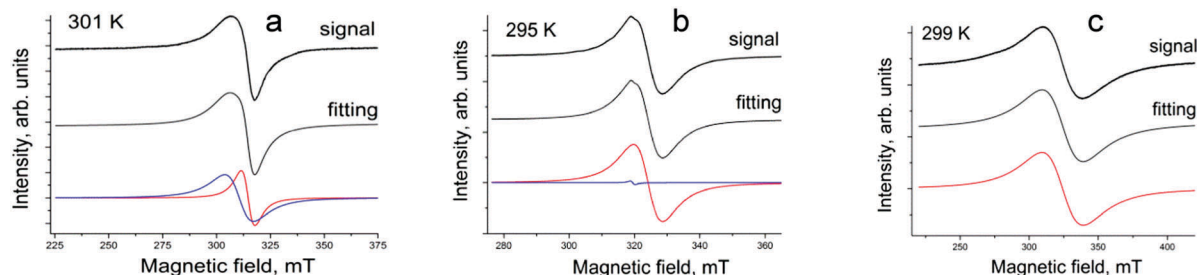 301 K
a
signal
fitting
Intensity, arb. units
225 250 275 300 325 350 375
Magnetic field, mT
295 K
b
signal
fitting
Intensity, arb. units
280 300 320 340 360
Magnetic field, mT
299 K
c
signal
fitting
Intensity, arb. units
250 300 350 400
Magnetic field, mT